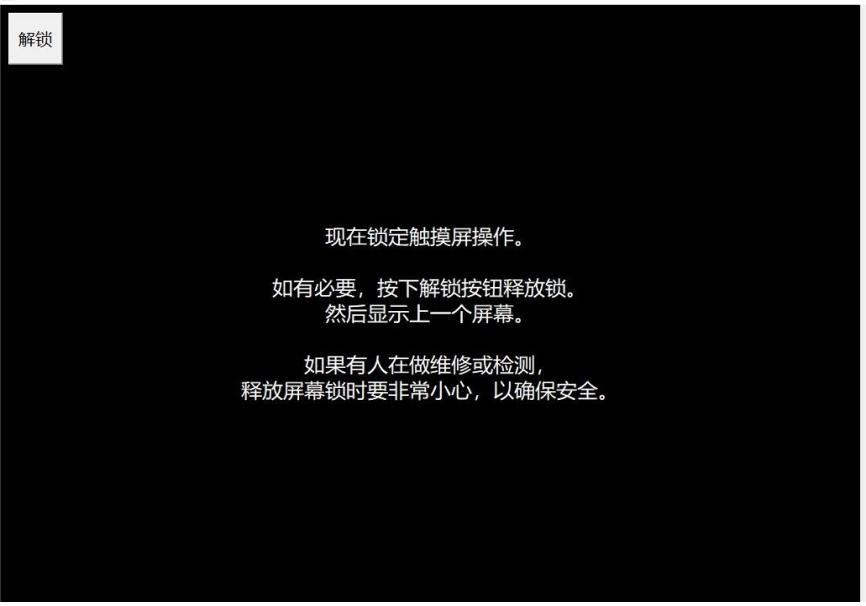 解锁
现在锁定触摸屏操作。
如有必要，按下解锁按钮释放锁。
然后显示上一个屏幕。
如果有人在做维修或检测，
释放屏幕锁时要非常小心，以确保安全。